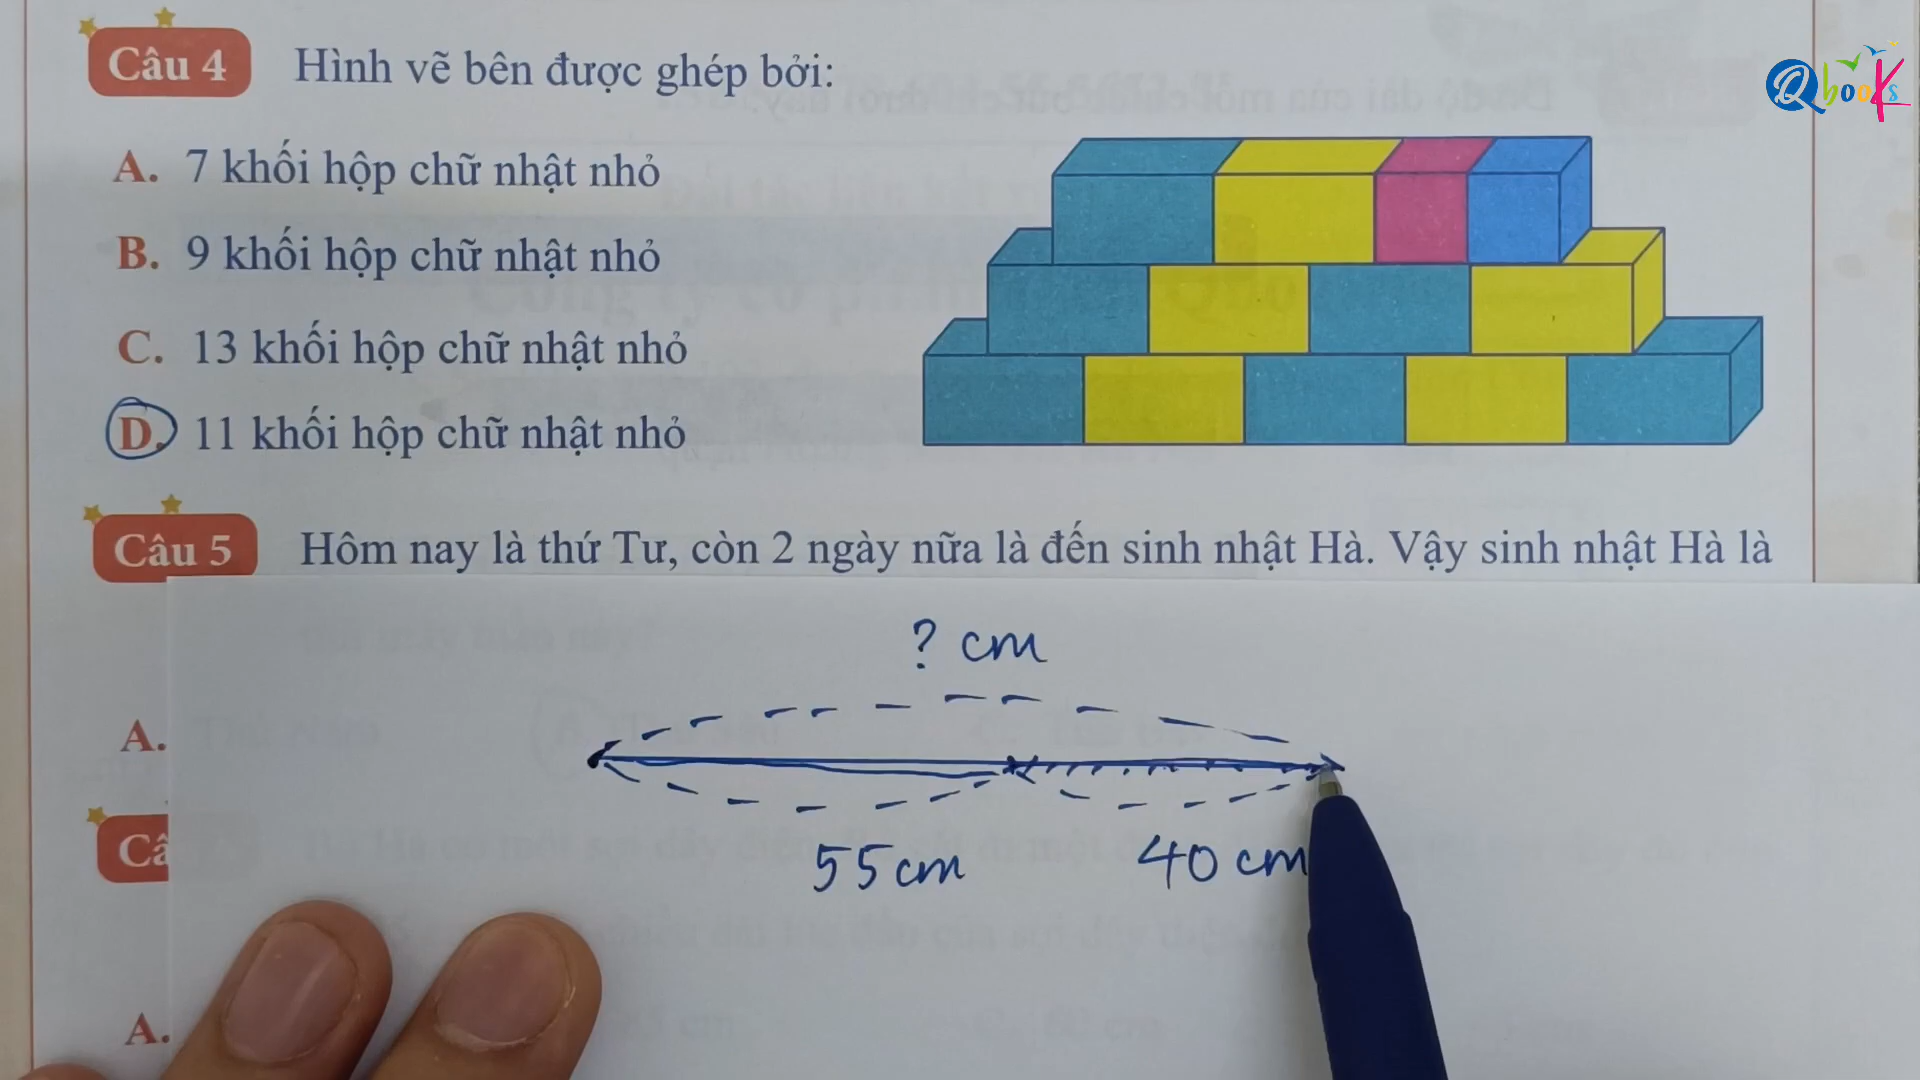 Câu 4 Hình vẽ bên được ghép bởi:
Qbooks
A. 7 khối hộp chữ nhật nhỏ
B. 9 khối hộp chữ nhật nhỏ
C. 13 khối hộp chữ nhật nhỏ
D. 11 khối hộp chữ nhật nhỏ
Câu 5 Hôm nay là thứ Tư, còn 2 ngày nữa là đến sinh nhật Hà. Vậy sinh nhật Hà là
? cm
A.
55 cm 40 cm
Câ
A.